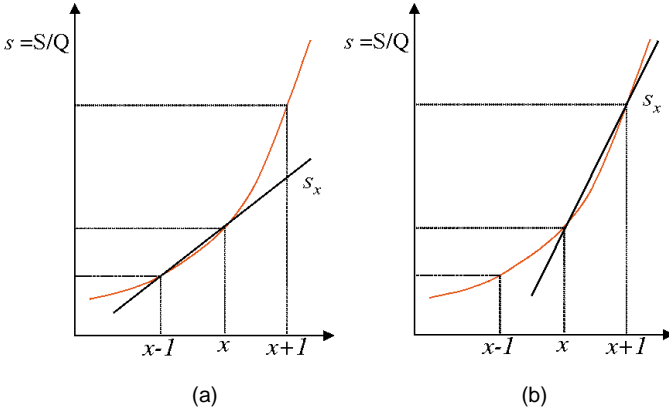 s =S/Q
s_x
x-1
x
x+1
(a)
s =S/Q
s_x
x-1
x
x+1
(b)